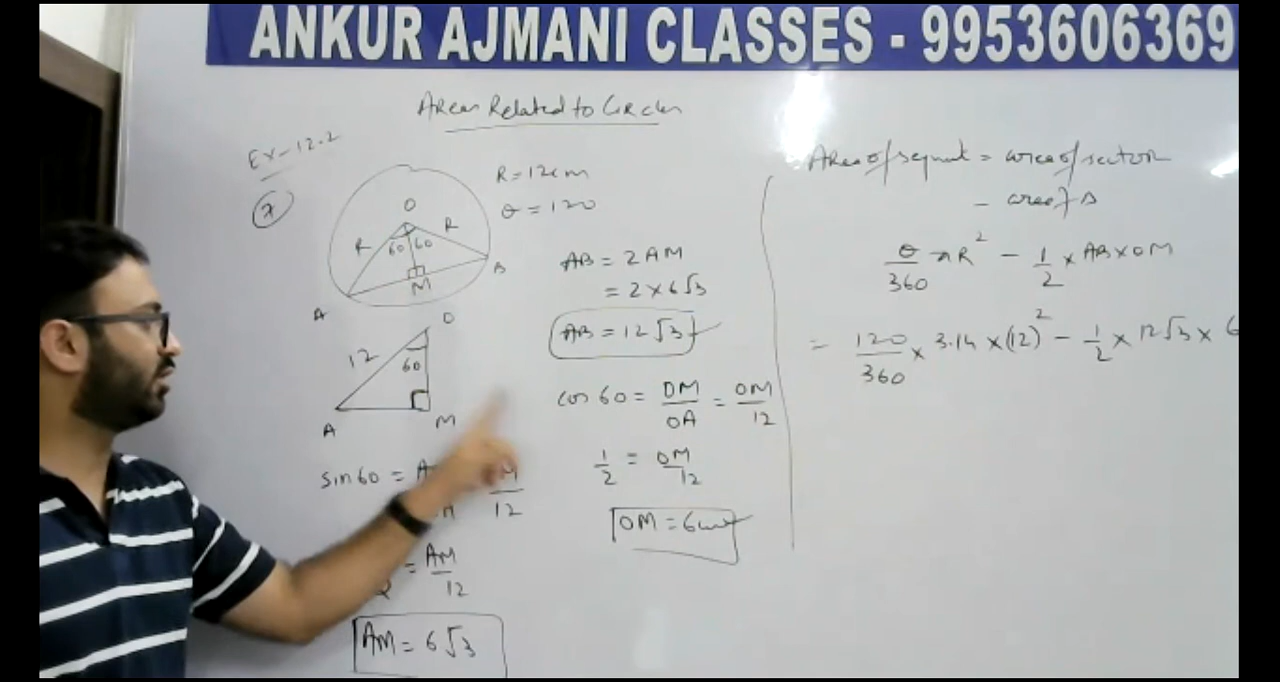 ANKUR AJMANI CLASSES - 9953606369
Areas Related to Circles
Ex-12.2
7
R = 12cm
θ = 120
O
R
R
60
60
M
A
B
O
12
60
A
M
sin 60 =
12
= AM/12
AM = 6√3
AB = 2AM
= 2 × 6√3
AB = 12√3
cos 60 = OM/OA = OM/12
1/2 = OM/12
OM = 6cm
Area of segment = area of sector
- area of Δ
θ/360 πR² - 1/2 × AB × OM
= 120/360 × 3.14 × (12)² - 1/2 × 12√3 × 6